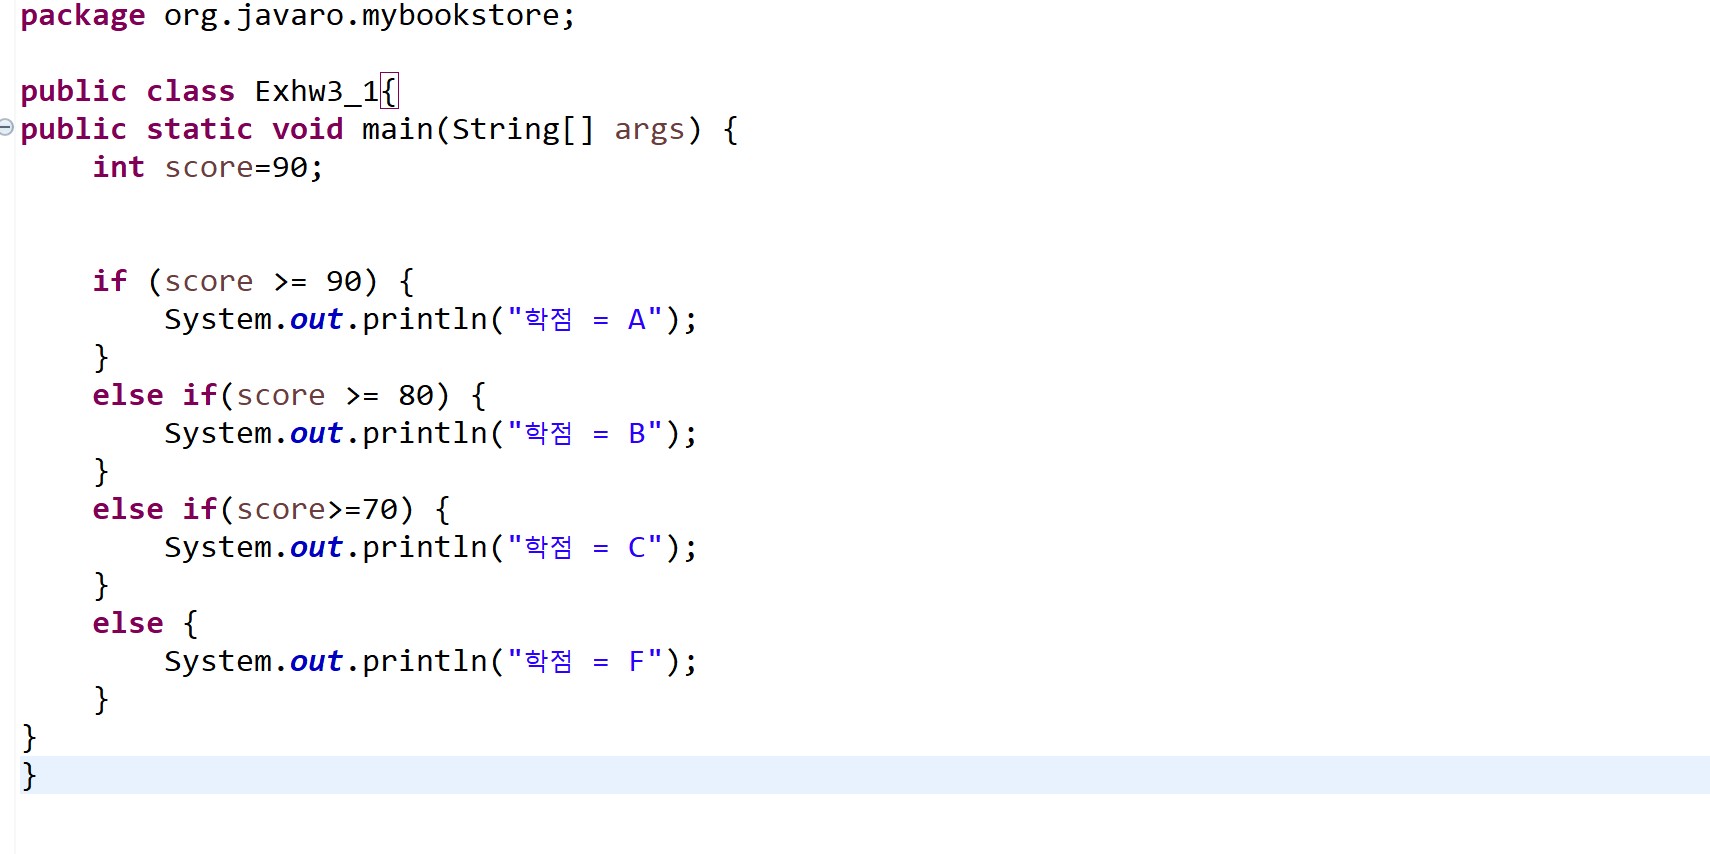 package org.javaro.mybookstore;
public class Exhw3_1{
public static void main(String[] args) {
    int score=90;
    if (score >= 90) {
        System.out.println("학점 = A");
    }
    else if(score >= 80) {
        System.out.println("학점 = B");
    }
    else if(score>=70) {
        System.out.println("학점 = C");
    }
    else {
        System.out.println("학점 = F");
    }
}
}